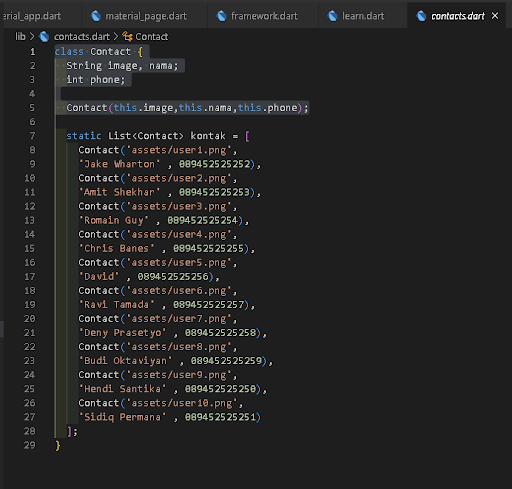 erial_app.dart material_page.dart framework.dart learn.dart contacts.dart ×
lib > contacts.dart > Contact
1 class Contact {
2 String image, nama;
3 int phone;
4
5 Contact(this.image,this.nama,this.phone);
6
7 static List<Contact> kontak = [
8 Contact('assets/user1.png',
9 "Jake Wharton" , 089452525252),
10 Contact('assets/user2.png',
11 "Amit Shekhar" , 089452525253),
12 Contact('assets/user3.png',
13 "Romain Guy" , 089452525254),
14 Contact('assets/user4.png',
15 "Chris Banes" , 089452525255),
16 Contact('assets/user5.png',
17 "David" , 089452525256),
18 Contact('assets/user6.png',
19 "Ravi Tamada" , 089452525257),
20 Contact('assets/user7.png',
21 "Deny Prasetyo" , 089452525258),
22 Contact('assets/user8.png',
23 "Budi Oktaviyan" , 089452525259),
24 Contact('assets/user9.png',
25 "Hendi Santika" , 089452525250),
26 Contact('assets/user10.png',
27 "Sidiq Permana" , 089452525251)
28 ];
29 }